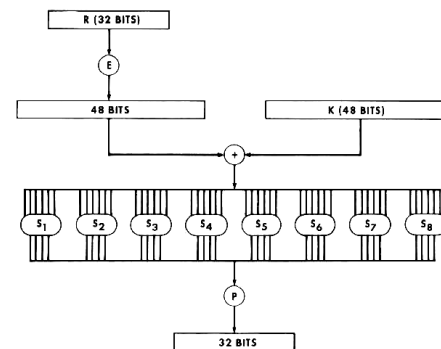 R (32 BITS)
E
48 BITS
K (48 BITS)
+
S1 S2 S3 S4 S5 S6 S7 S8
P
32 BITS